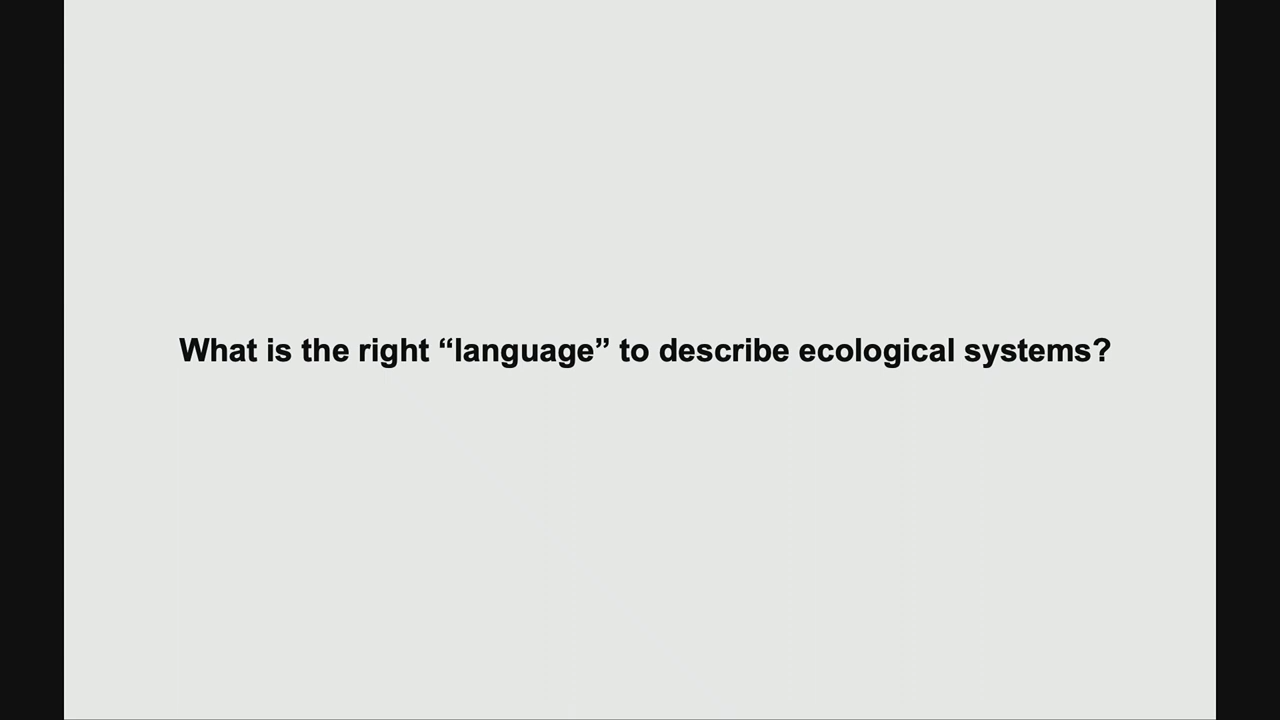 What is the right “language” to describe ecological systems?